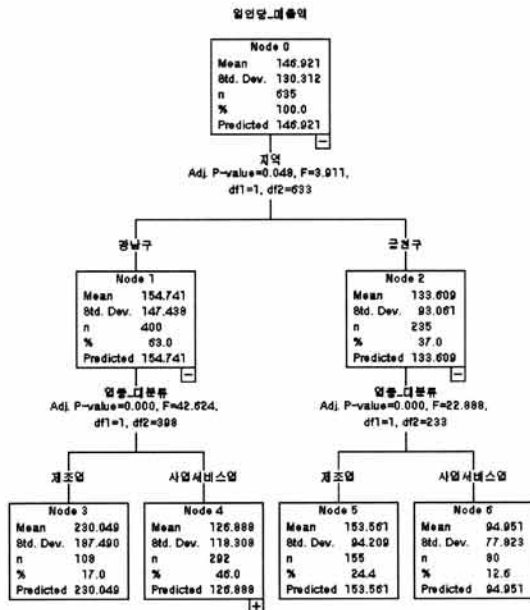 일인당_매출액
Node 0
Mean 146.921
Std. Dev. 130.312
n 635
% 100.0
Predicted 146.921
지역
Adj. P-value=0.048, F=3.911,
df1=1, df2=633
강남구
금천구
Node 1
Mean 154.741
Std. Dev. 147.438
n 400
% 63.0
Predicted 154.741
Node 2
Mean 133.609
Std. Dev. 93.061
n 235
% 37.0
Predicted 133.609
업종_대분류
Adj. P-value=0.000, F=42.624,
df1=1, df2=398
업종_대분류
Adj. P-value=0.000, F=22.888,
df1=1, df2=233
제조업
사업서비스업
제조업
사업서비스업
Node 3
Mean 230.049
Std. Dev. 187.490
n 108
% 17.0
Predicted 230.049
Node 4
Mean 126.888
Std. Dev. 118.308
n 292
% 46.0
Predicted 126.888
Node 5
Mean 153.561
Std. Dev. 94.209
n 155
% 24.4
Predicted 153.561
Node 6
Mean 94.951
Std. Dev. 77.823
n 80
% 12.6
Predicted 94.951